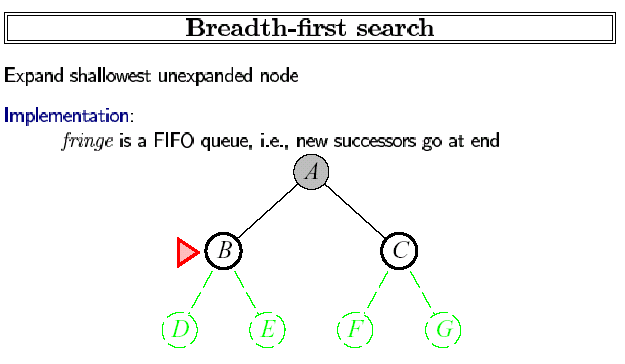 Breadth-first search
Expand shallowest unexpanded node
Implementation:
fringe is a FIFO queue, i.e., new successors go at end
A
B C
D E F G